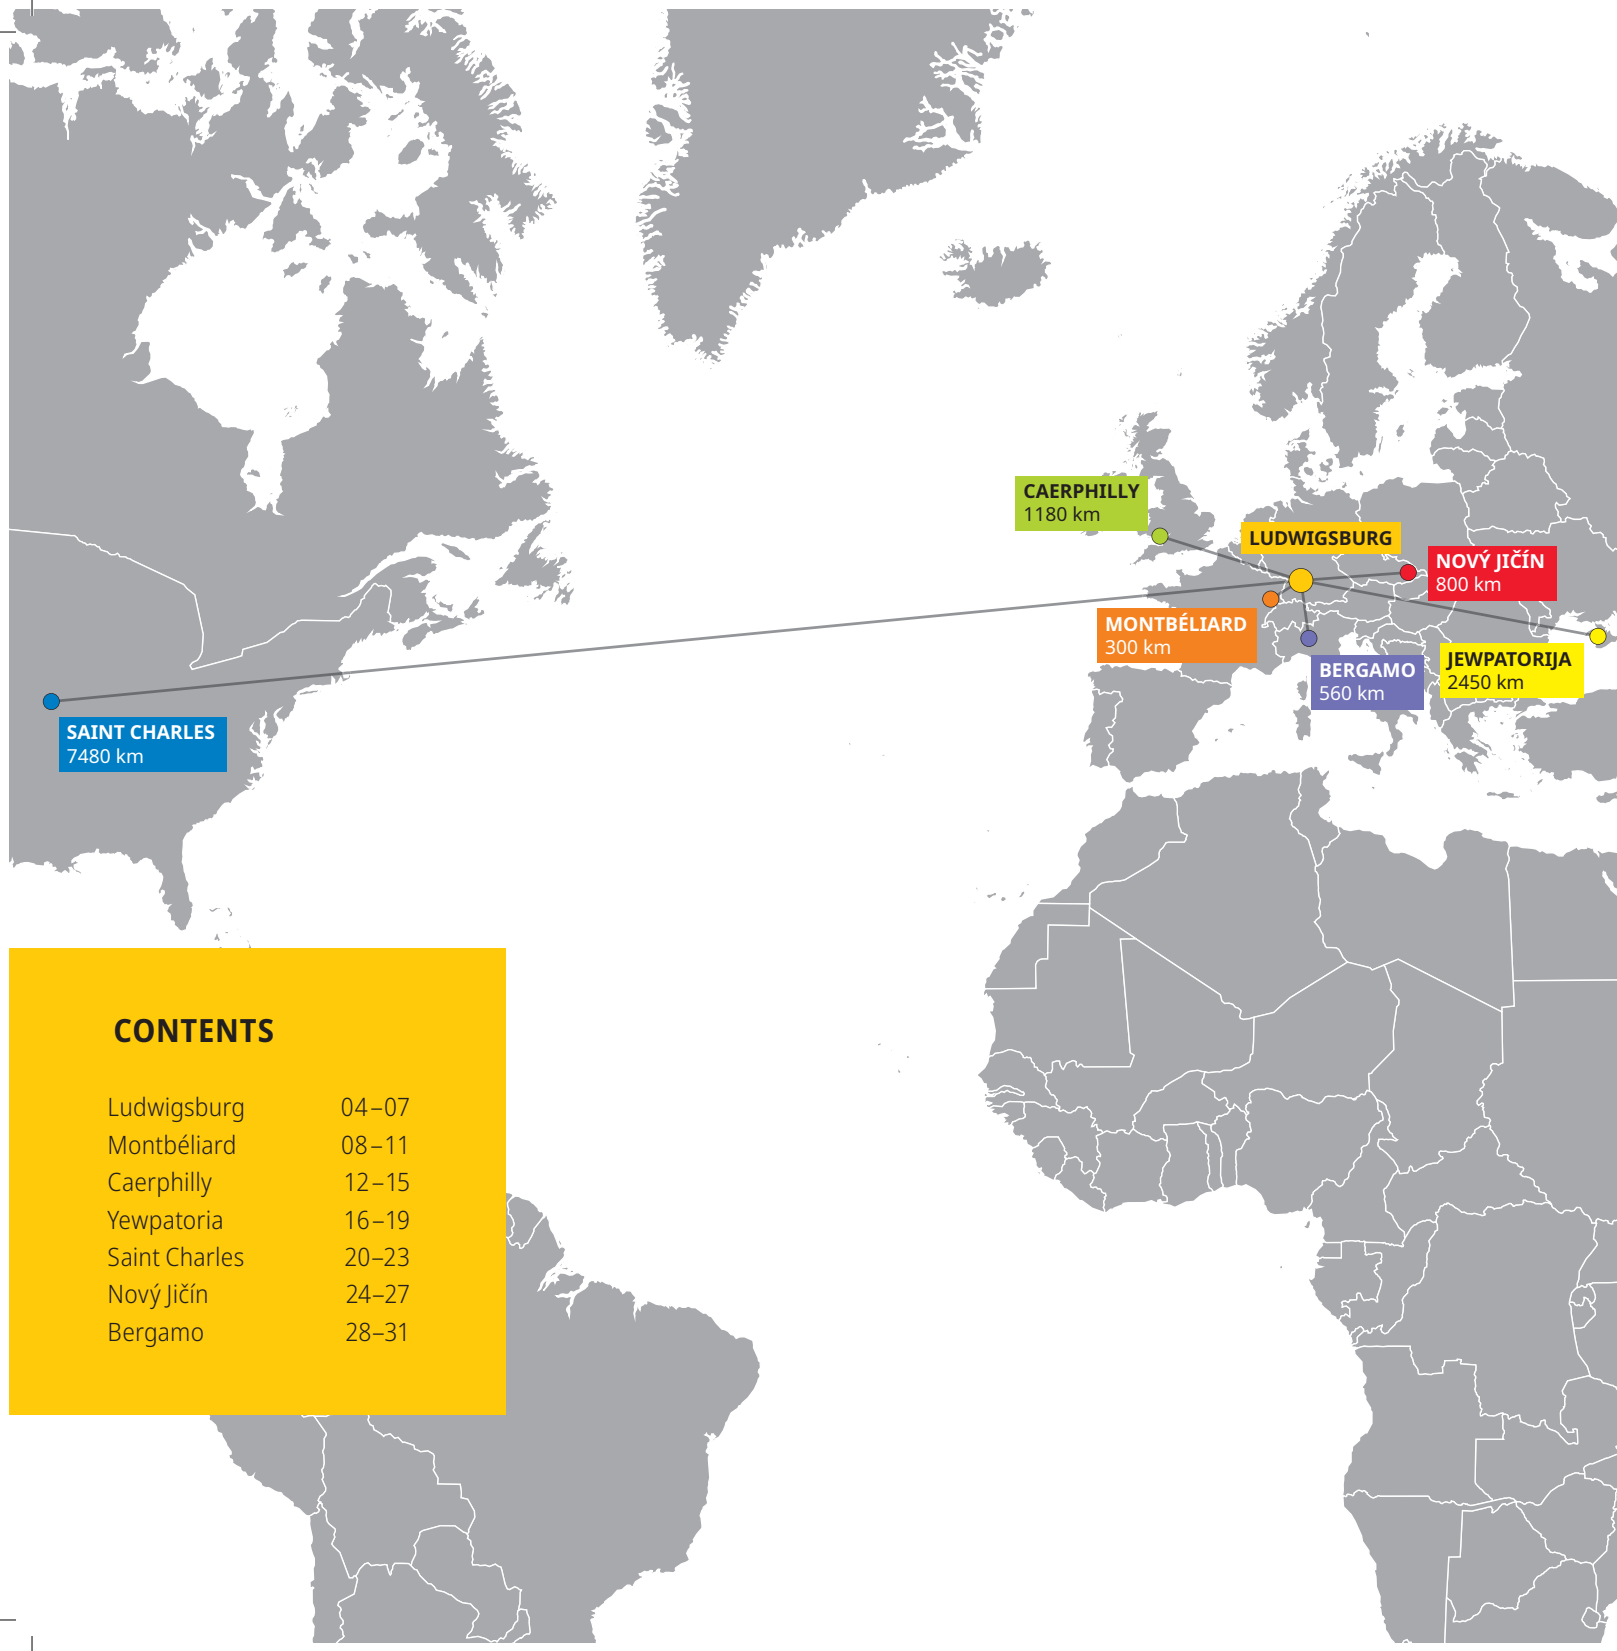 CAERPHILLY
1180 km
LUDWIGSBURG
NOVÝ JIČÍN
800 km
MONTBÉLIARD
300 km
BERGAMO
560 km
JEWPATORIJA
2450 km
SAINT CHARLES
7480 km
CONTENTS
Ludwigsburg 04–07
Montbéliard 08–11
Caerphilly 12–15
Yewpatoria 16–19
Saint Charles 20–23
Nový Jičín 24–27
Bergamo 28–31